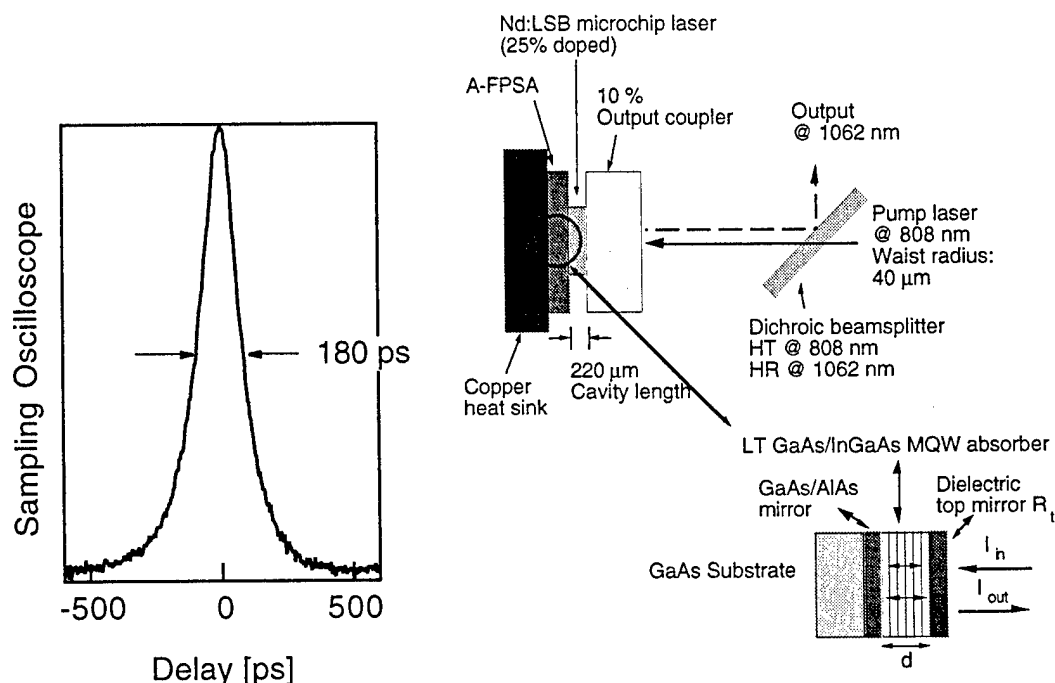 Sampling Oscilloscope
180 ps
-500
0
500
Delay [ps]
Nd:LSB microchip laser
(25% doped)
A-FPSA
10 %
Output coupler
Output
@ 1062 nm
Pump laser
@ 808 nm
Waist radius:
40 μm
Dichroic beamsplitter
HT @ 808 nm
HR @ 1062 nm
220 μm
Cavity length
Copper
heat sink
LT GaAs/InGaAs MQW absorber
GaAs/AlAs
mirror
Dielectric
top mirror Rt
GaAs Substrate
Iin
Iout
d